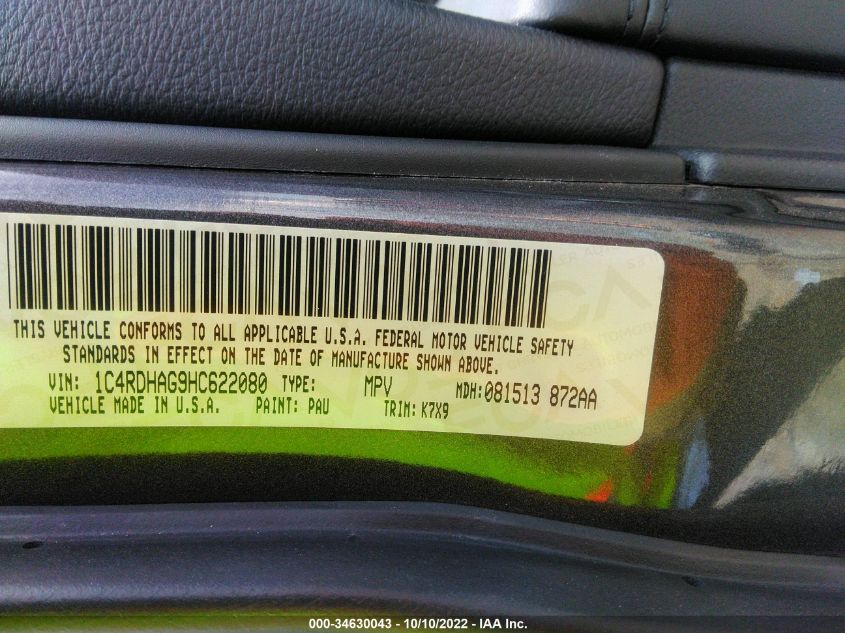 THIS VEHICLE CONFORMS TO ALL APPLICABLE U.S.A. FEDERAL MOTOR VEHICLE SAFETY
STANDARDS IN EFFECT ON THE DATE OF MANUFACTURE SHOWN ABOVE.
VIN: 1C4RDHAG9HC622080 TYPE: MPV MDH:081513 872AA
VEHICLE MADE IN U.S.A. PAINT: PAU TRIM: K7X9
000-34630043 - 10/10/2022 - IAA Inc.